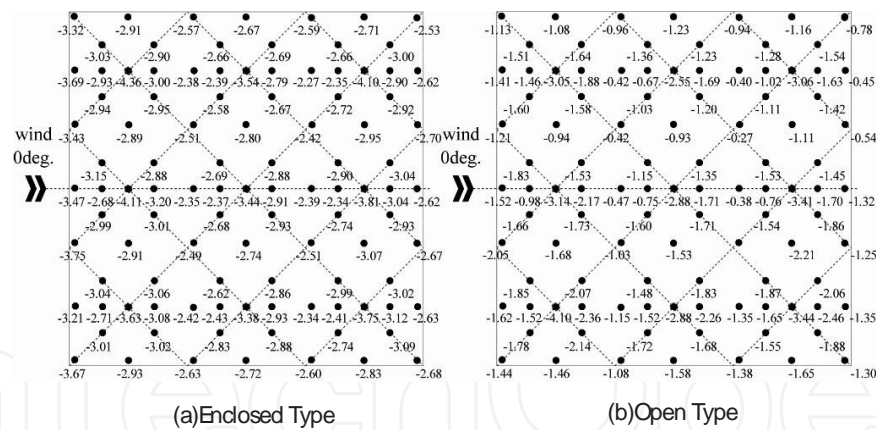 -3.32 -2.91 -2.57 -2.67 -2.59 -2.71 -2.53
-3.03 -2.90 -2.66 -2.69 -2.66 -3.00
-3.69 -2.93 -4.36 -3.00 -2.38 -2.39 -3.54 -2.79 -2.27 -2.35 -4.10 -2.90 -2.62
-2.94 -2.95 -2.58 -2.67 -2.72 -2.92
wind
0deg.
-3.43 -2.89 -2.51 -2.80 -2.42 -2.95 -2.70
-3.15 -2.88 -2.69 -2.88 -2.90 -3.04
-3.47 -2.68 -4.11 -3.20 -2.35 -2.37 -3.44 -2.91 -2.39 -2.34 -3.81 -3.04 -2.62
-2.99 -3.01 -2.68 -2.93 -2.74 -2.93
-3.75 -2.91 -2.49 -2.74 -2.51 -3.07 -2.67
-3.04 -3.06 -2.62 -2.86 -2.99 -3.02
-3.21 -2.71 -3.63 -3.08 -2.42 -2.43 -3.38 -2.93 -2.34 -2.41 -3.75 -3.12 -2.63
-3.01 -3.02 -2.83 -2.88 -2.74 -3.09
-3.67 -2.93 -2.63 -2.72 -2.60 -2.83 -2.68
(a)Enclosed Type
-1.13 -1.08 -0.96 -1.23 -0.94 -1.16 -0.78
-1.51 -1.64 -1.36 -1.23 -1.28 -1.54
-1.41 -1.46 -3.05 -1.88 -0.42 -0.67 -2.55 -1.69 -0.40 -1.02 -3.06 -1.63 -0.45
-1.60 -1.58 -1.03 -1.20 -1.11 -1.42
wind
0deg.
-1.21 -0.94 -0.42 -0.93 -0.27 -1.11 -0.54
-1.83 -1.53 -1.15 -1.35 -1.53 -1.45
-1.52 -0.98 -3.14 -2.17 -0.47 -0.75 -2.88 -1.71 -0.38 -0.76 -3.41 -1.70 -1.32
-1.66 -1.73 -1.60 -1.71 -1.54 -1.86
-2.05 -1.68 -1.03 -1.53 -2.21 -1.25
-1.85 -2.07 -1.48 -1.83 -1.87 -2.06
-1.62 -1.52 -4.10 -2.36 -1.15 -1.52 -2.88 -2.26 -1.35 -1.65 -3.44 -2.46 -1.35
-1.78 -2.14 -1.72 -1.68 -1.55 -1.88
-1.44 -1.46 -1.08 -1.58 -1.38 -1.65 -1.30
(b)Open Type